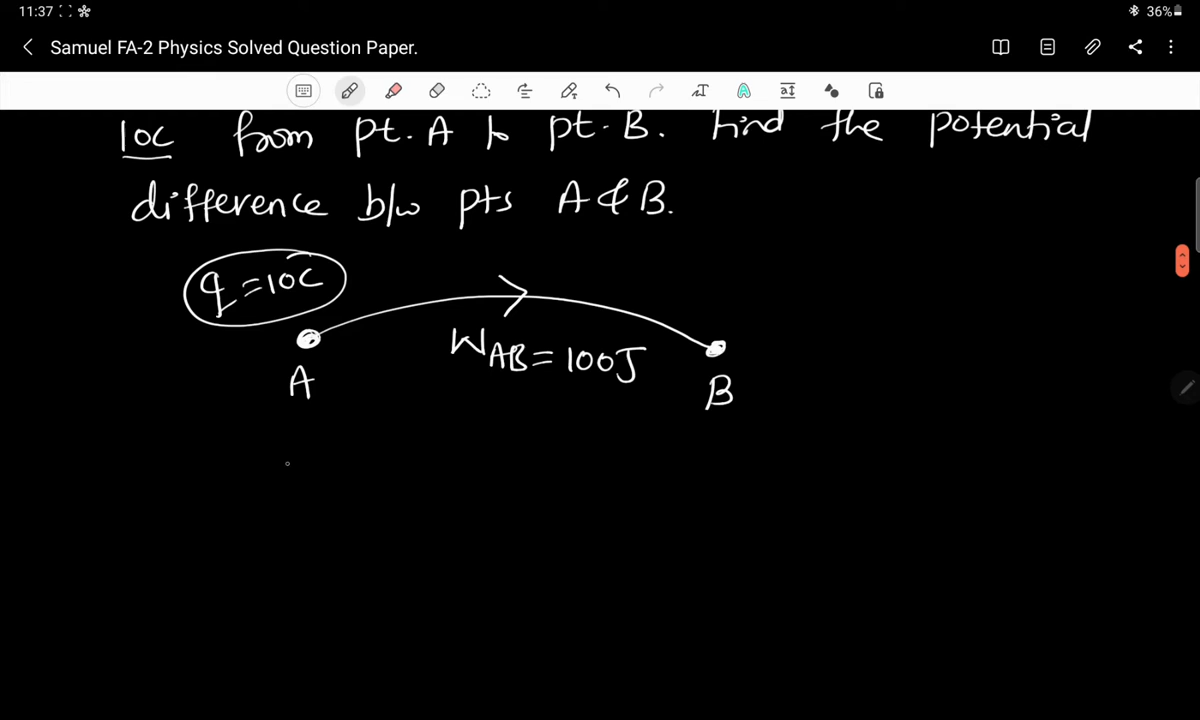 11:37
36%
Samuel FA-2 Physics Solved Question Paper.
10C from pt. A to pt. B. Find the potential
difference b/w pts A & B.
q = 10C
W_AB = 100J
A
B